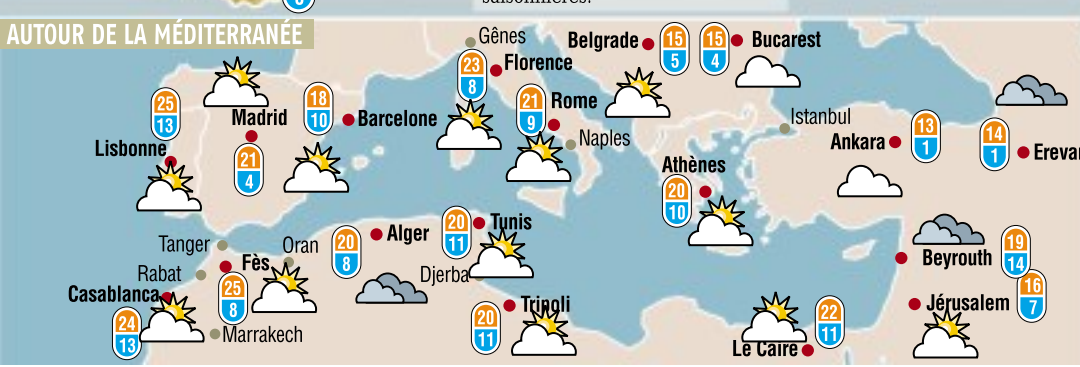 saisonnières.
6
AUTOUR DE LA MÉDITERRANÉE
Gênes
Belgrade
15
5
15
4
Bucarest
23
8
Florence
25
13
Madrid
21
4
18
10
Barcelone
21
9
Rome
Naples
Istanbul
Ankara
13
1
14
1
Erevan
Lisbonne
Athènes
20
10
Tanger
Oran
20
8
Alger
20
11
Tunis
Fès
25
8
Rabat
Djerba
Beyrouth
19
14
Casablanca
24
13
Marrakech
20
11
Tripoli
22
11
Le Caire
Jérusalem
16
7